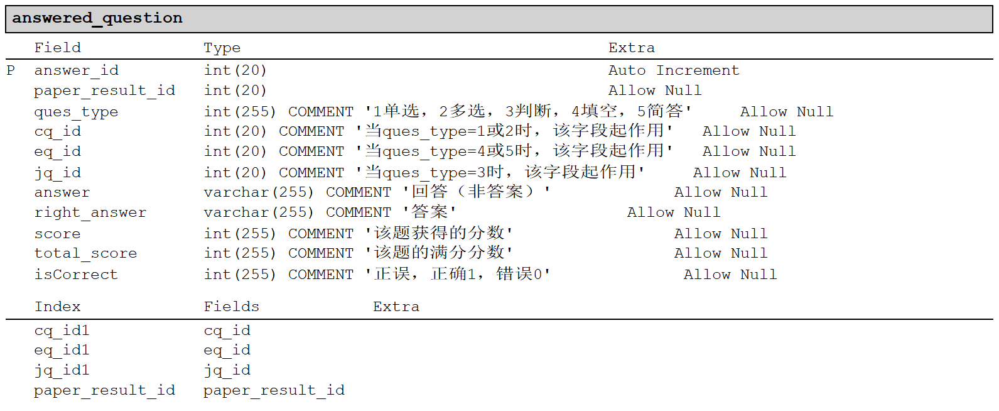 answered_question
Field Type Extra
P answer_id int(20) Auto Increment
paper_result_id int(20) Allow Null
ques_type int(255) COMMENT '1单选，2多选，3判断，4填空，5简答' Allow Null
cq_id int(20) COMMENT '当ques_type=1或2时，该字段起作用' Allow Null
eq_id int(20) COMMENT '当ques_type=4或5时，该字段起作用' Allow Null
jq_id int(20) COMMENT '当ques_type=3时，该字段起作用' Allow Null
answer varchar(255) COMMENT '回答（非答案）' Allow Null
right_answer varchar(255) COMMENT '答案' Allow Null
score int(255) COMMENT '该题获得的分数' Allow Null
total_score int(255) COMMENT '该题的满分分数' Allow Null
isCorrect int(255) COMMENT '正误，正确1，错误0' Allow Null
Index Fields Extra
cq_id1 cq_id
eq_id1 eq_id
jq_id1 jq_id
paper_result_id paper_result_id